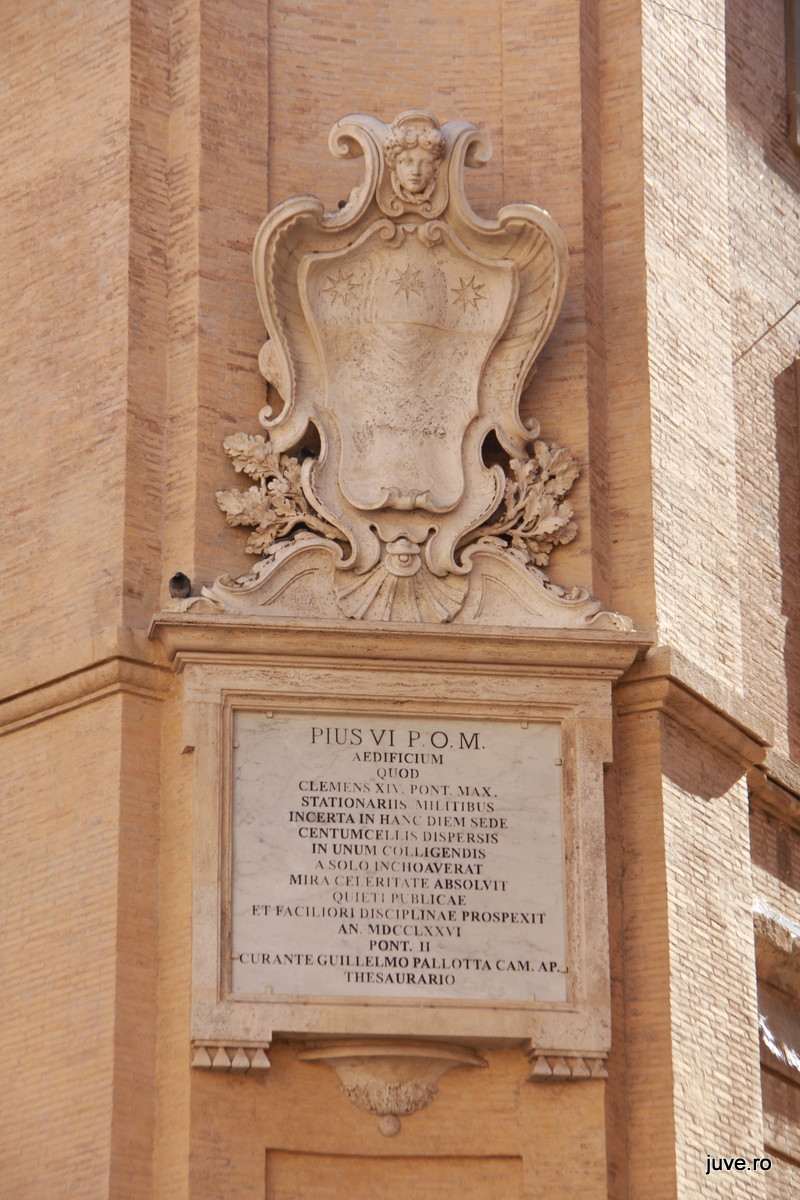 PIUS VI P.O.M.
AEDIFICIUM
QUOD
CLEMENS XIV. PONT. MAX.
STATIONARIIS MILITIBUS
INCERTA IN HANC DIEM SEDE
CENTUMCELLIS DISPERSIS
IN UNUM COLLIGENDIS
A SOLO INCHOAVERAT
MIRA CELERITATE ABSOLVIT
QUIETI PUBLICAE
ET FACILIORI DISCIPLINAE PROSPEXIT
AN. MDCCLXXVI
PONT. II
CURANTE GUILLELMO PALLOTTA CAM. AP.
THESAURARIO
juve.ro